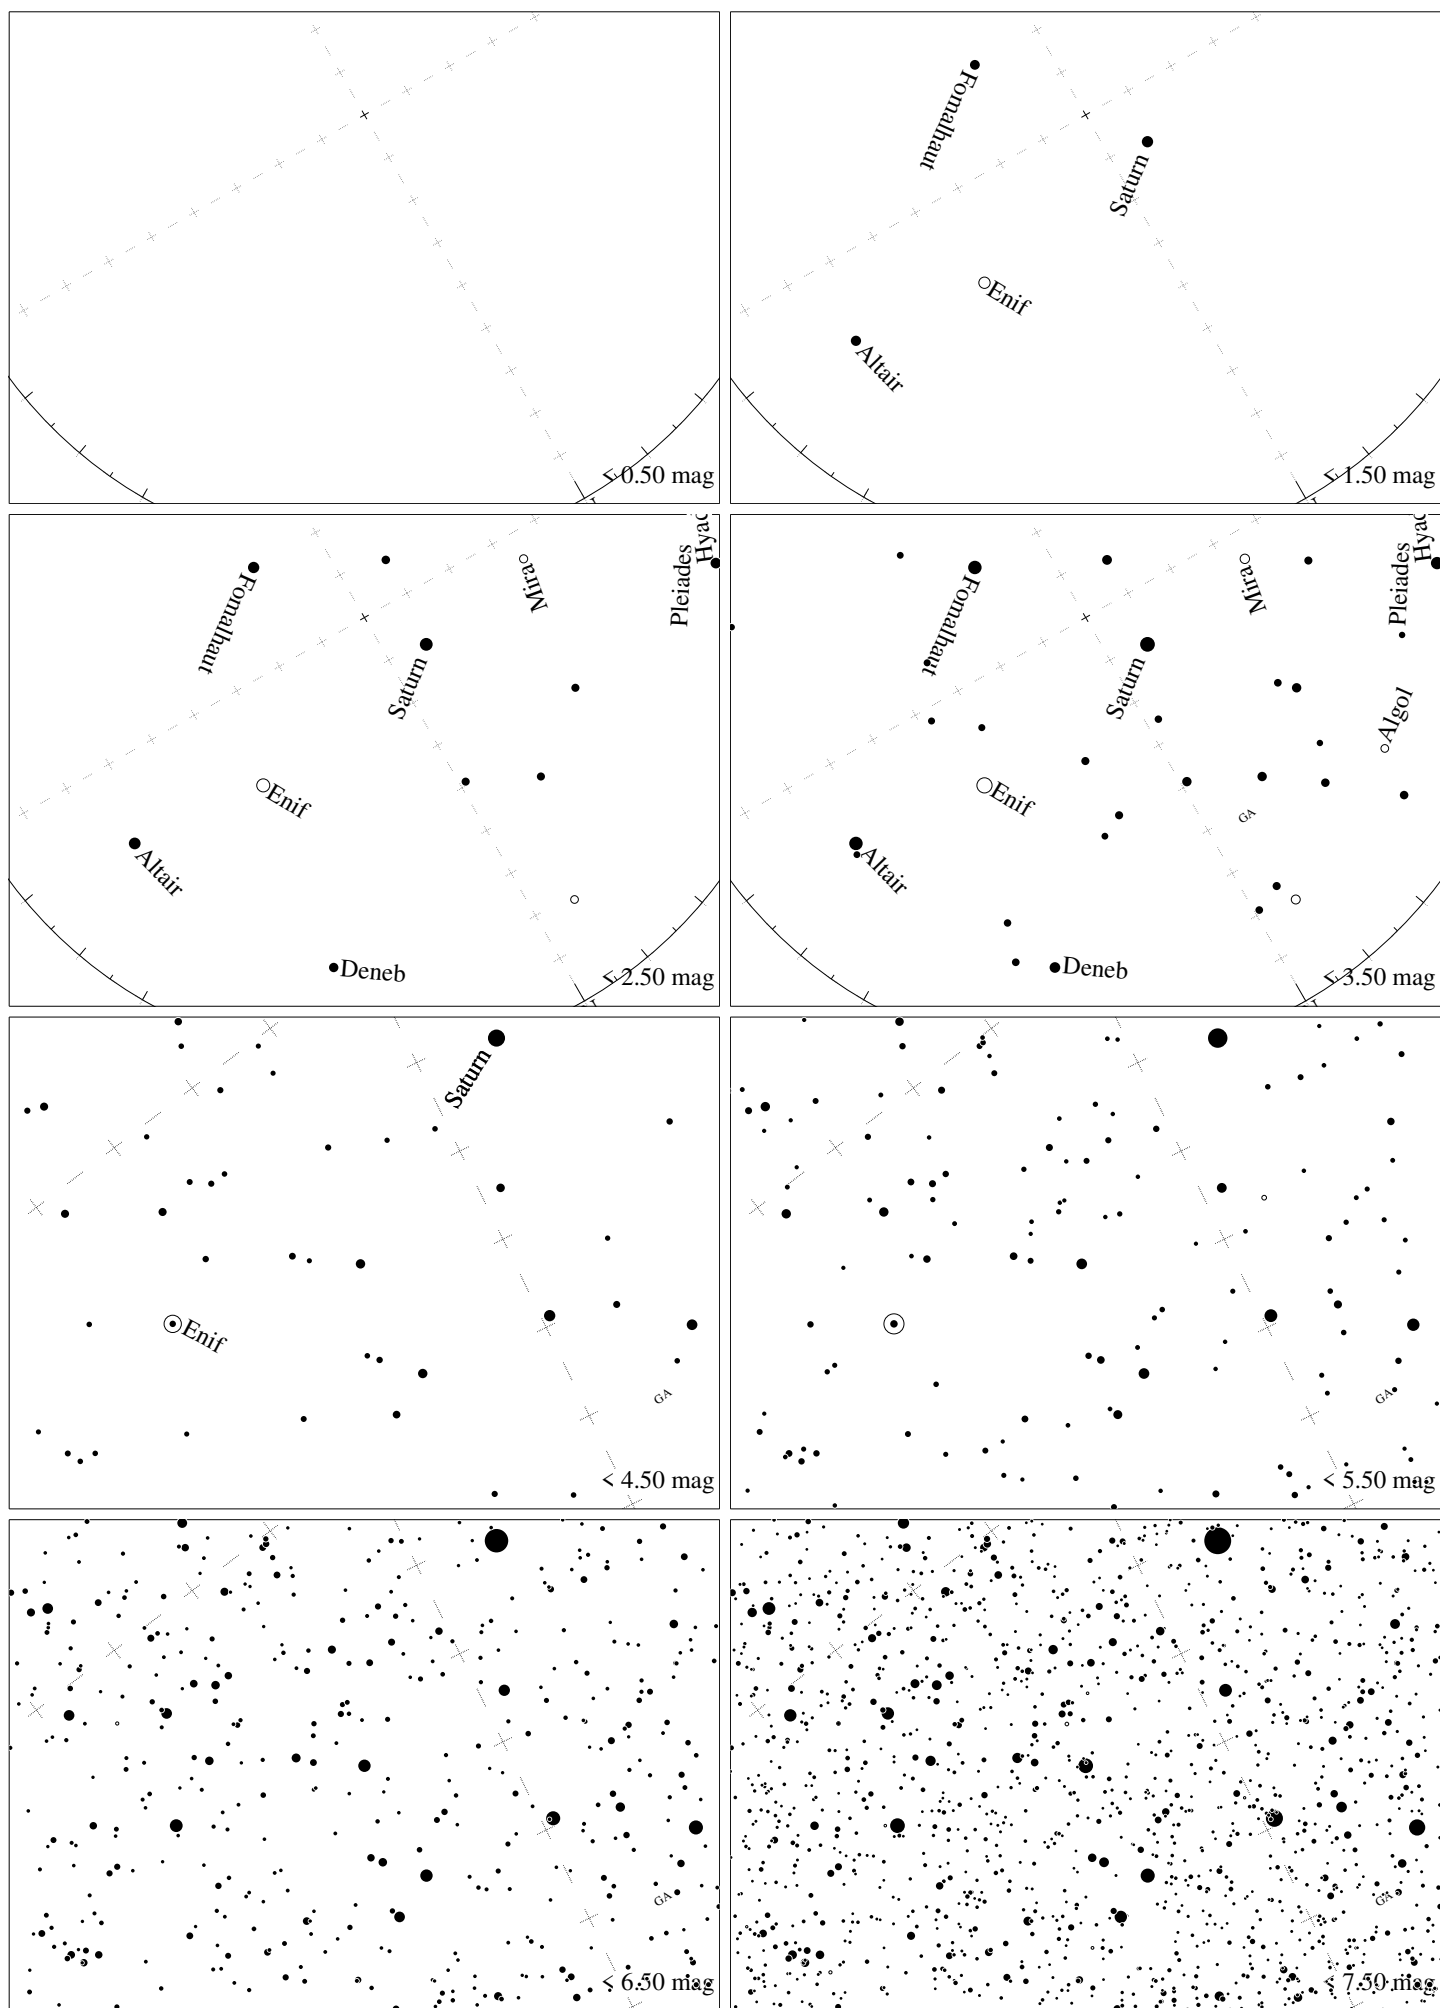 < 0.50 mag
Fomalhaut
Saturn
Enif
Altair
< 1.50 mag
Hyac
Pleiades
Mira
Fomalhaut
Saturn
Enif
Altair
Deneb
< 2.50 mag
Hyac
Pleiades
Mira
Fomalhaut
Saturn
Algol
Enif
GA
Altair
Deneb
< 3.50 mag
Saturn
Enif
GA
< 4.50 mag
GA
< 5.50 mag
GA
< 6.50 mag
GA
< 7.50 mag